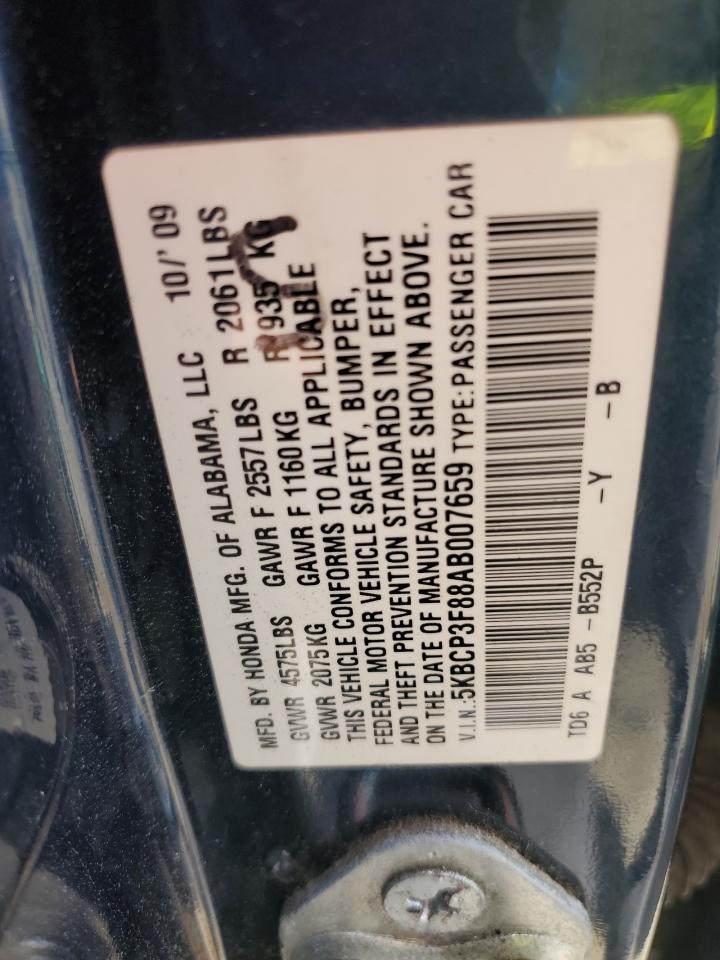 MFD. BY HONDA MFG. OF ALABAMA, LLC 10/'09
GVWR 4575LBS GAWR F 2557LBS R 2061LBS
GVWR 2075KG GAWR F 1160KG R 935 KG
THIS VEHICLE CONFORMS TO ALL APPLICABLE
FEDERAL MOTOR VEHICLE SAFETY, BUMPER,
AND THEFT PREVENTION STANDARDS IN EFFECT
ON THE DATE OF MANUFACTURE SHOWN ABOVE.
V.I.N.:5KBCP3F88AB007659 TYPE:PASSENGER CAR
TD6 A AB5 -B552P -Y -B